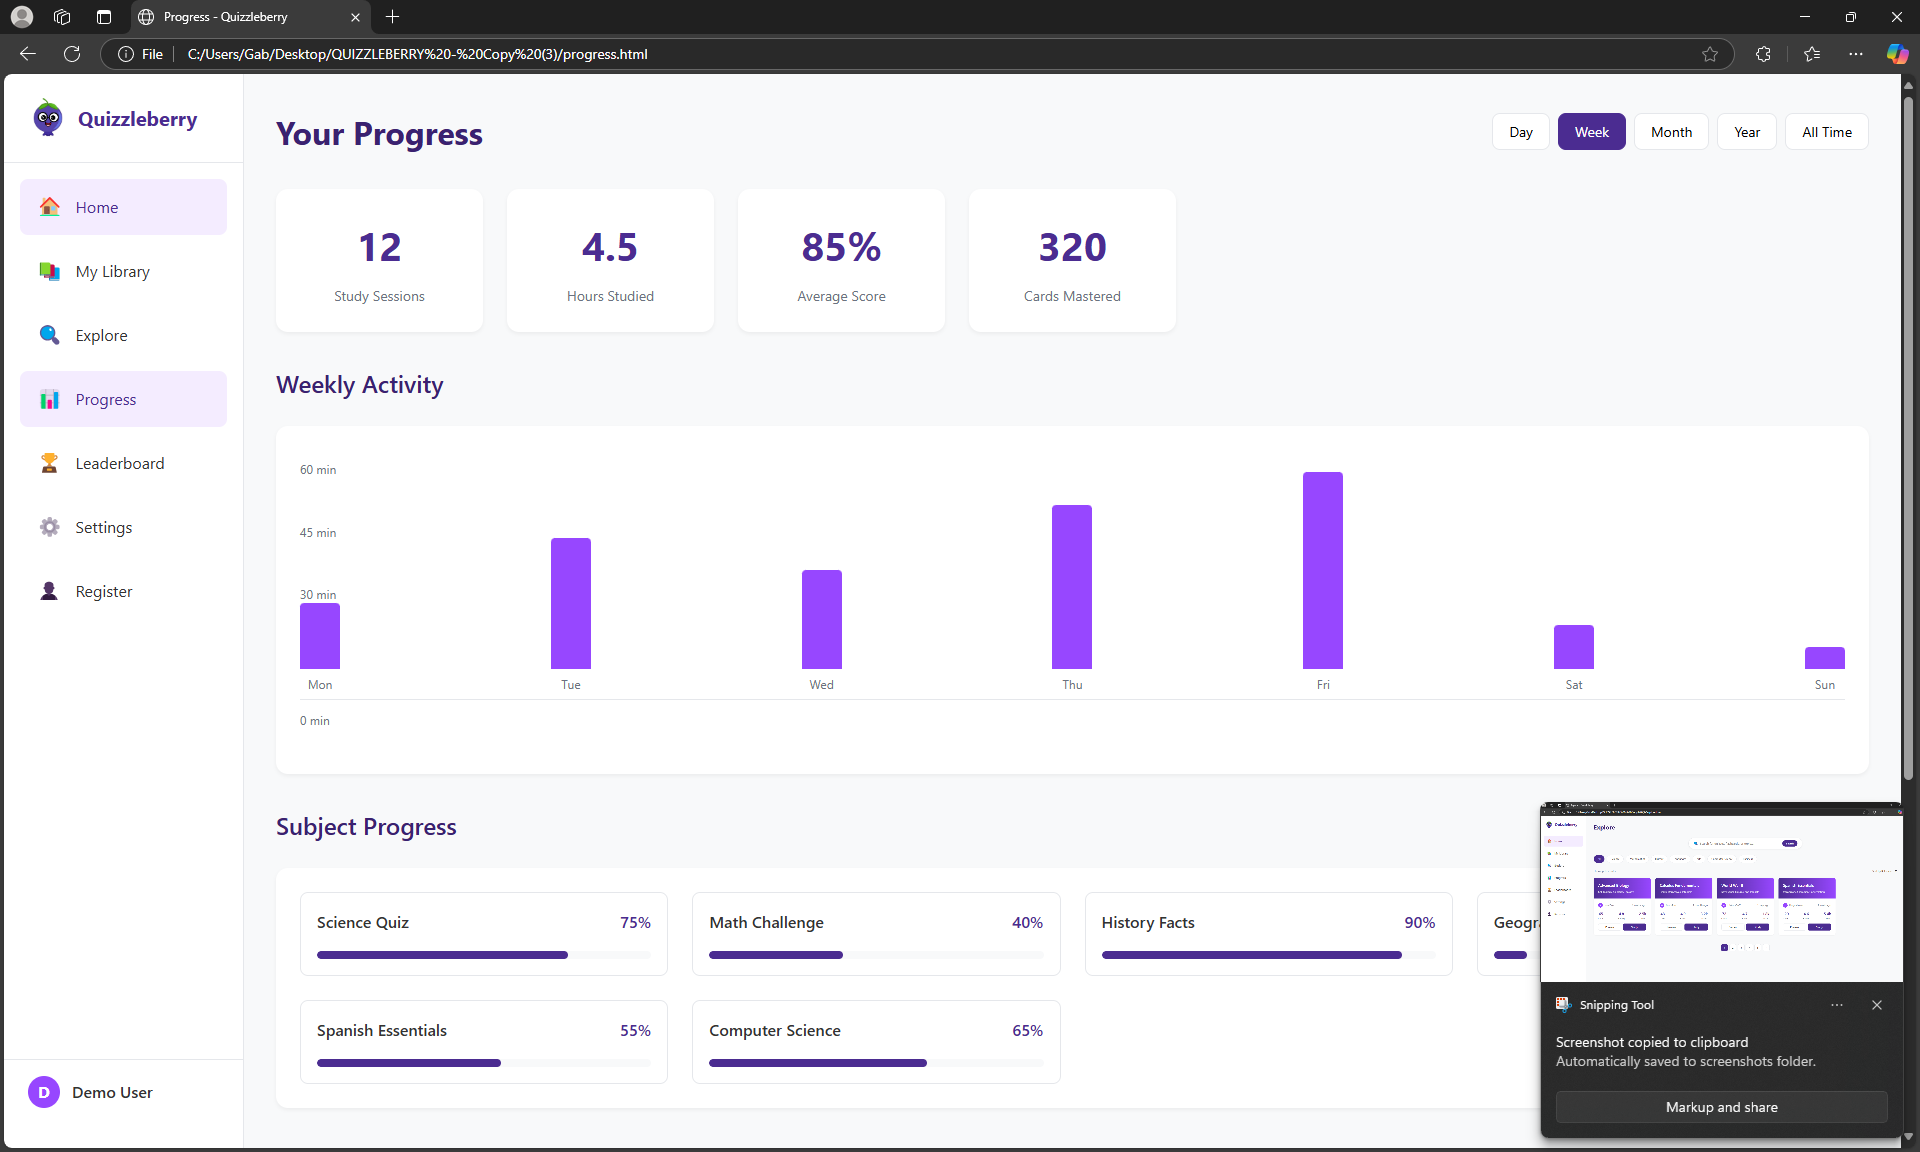 Progress - Quizzleberry
File
C:/Users/Gab/Desktop/QUIZZLEBERRY%20-%20Copy%20(3)/progress.html
Quizzleberry
Home
My Library
Explore
Progress
Leaderboard
Settings
Register
D
Demo User
Your Progress
Day
Week
Month
Year
All Time
12
Study Sessions
4.5
Hours Studied
85%
Average Score
320
Cards Mastered
Weekly Activity
60 min
45 min
30 min
Mon
Tue
Wed
Thu
Fri
Sat
Sun
0 min
Subject Progress
Science Quiz
75%
Math Challenge
40%
History Facts
90%
Spanish Essentials
55%
Computer Science
65%
Quizzleberry
Explore
Snipping Tool
Screenshot copied to clipboard
Automatically saved to screenshots folder.
Markup and share